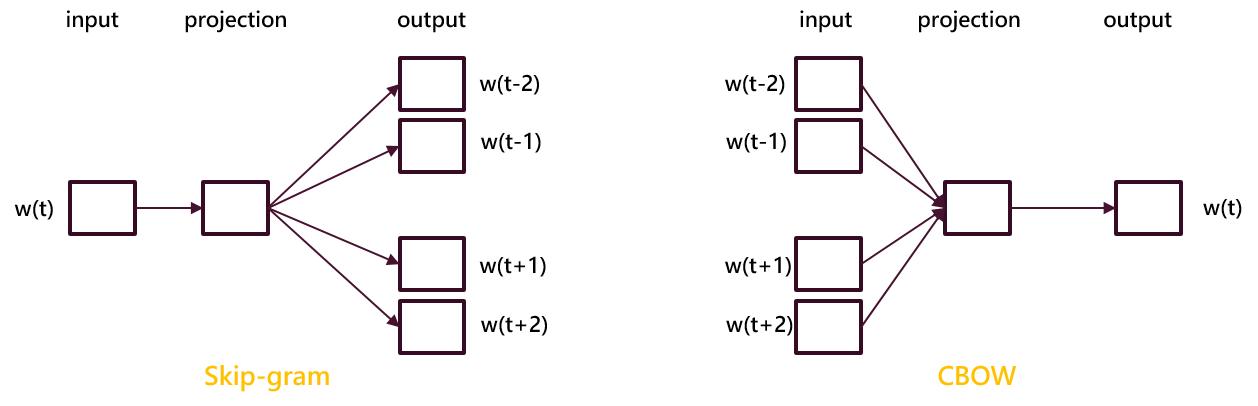 input projection output
w(t-2)
w(t-1)
w(t)
w(t+1)
w(t+2)
Skip-gram
input projection output
w(t-2)
w(t-1)
w(t)
w(t+1)
w(t+2)
CBOW